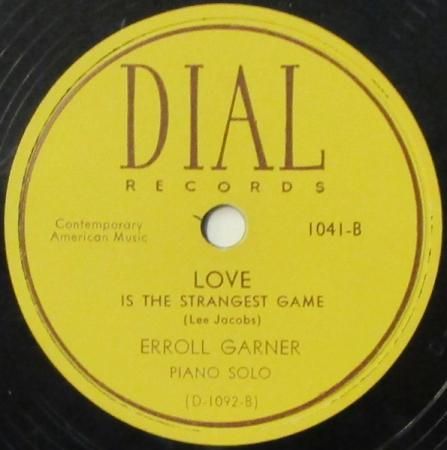 DIAL
RECORDS
Contemporary
American Music
1041-B
LOVE
IS THE STRANGEST GAME
(Lee Jacobs)
ERROLL GARNER
PIANO SOLO
(D-1092-B)